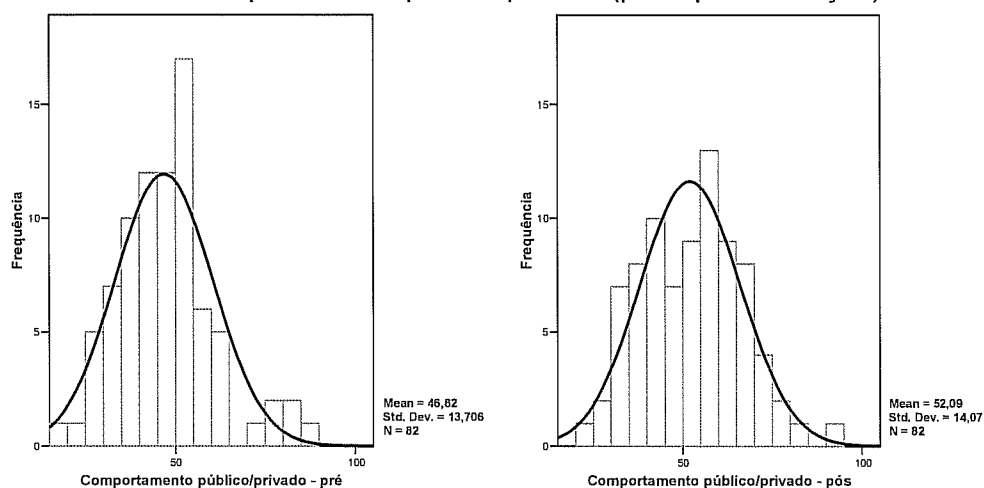 15
10
5
0
Frequência
50
100
Comportamento público/privado - pré
Mean = 46,82
Std. Dev. = 13,706
N = 82
15
10
5
0
Frequência
50
100
Comportamento público/privado - pós
Mean = 52,09
Std. Dev. = 14,07
N = 82